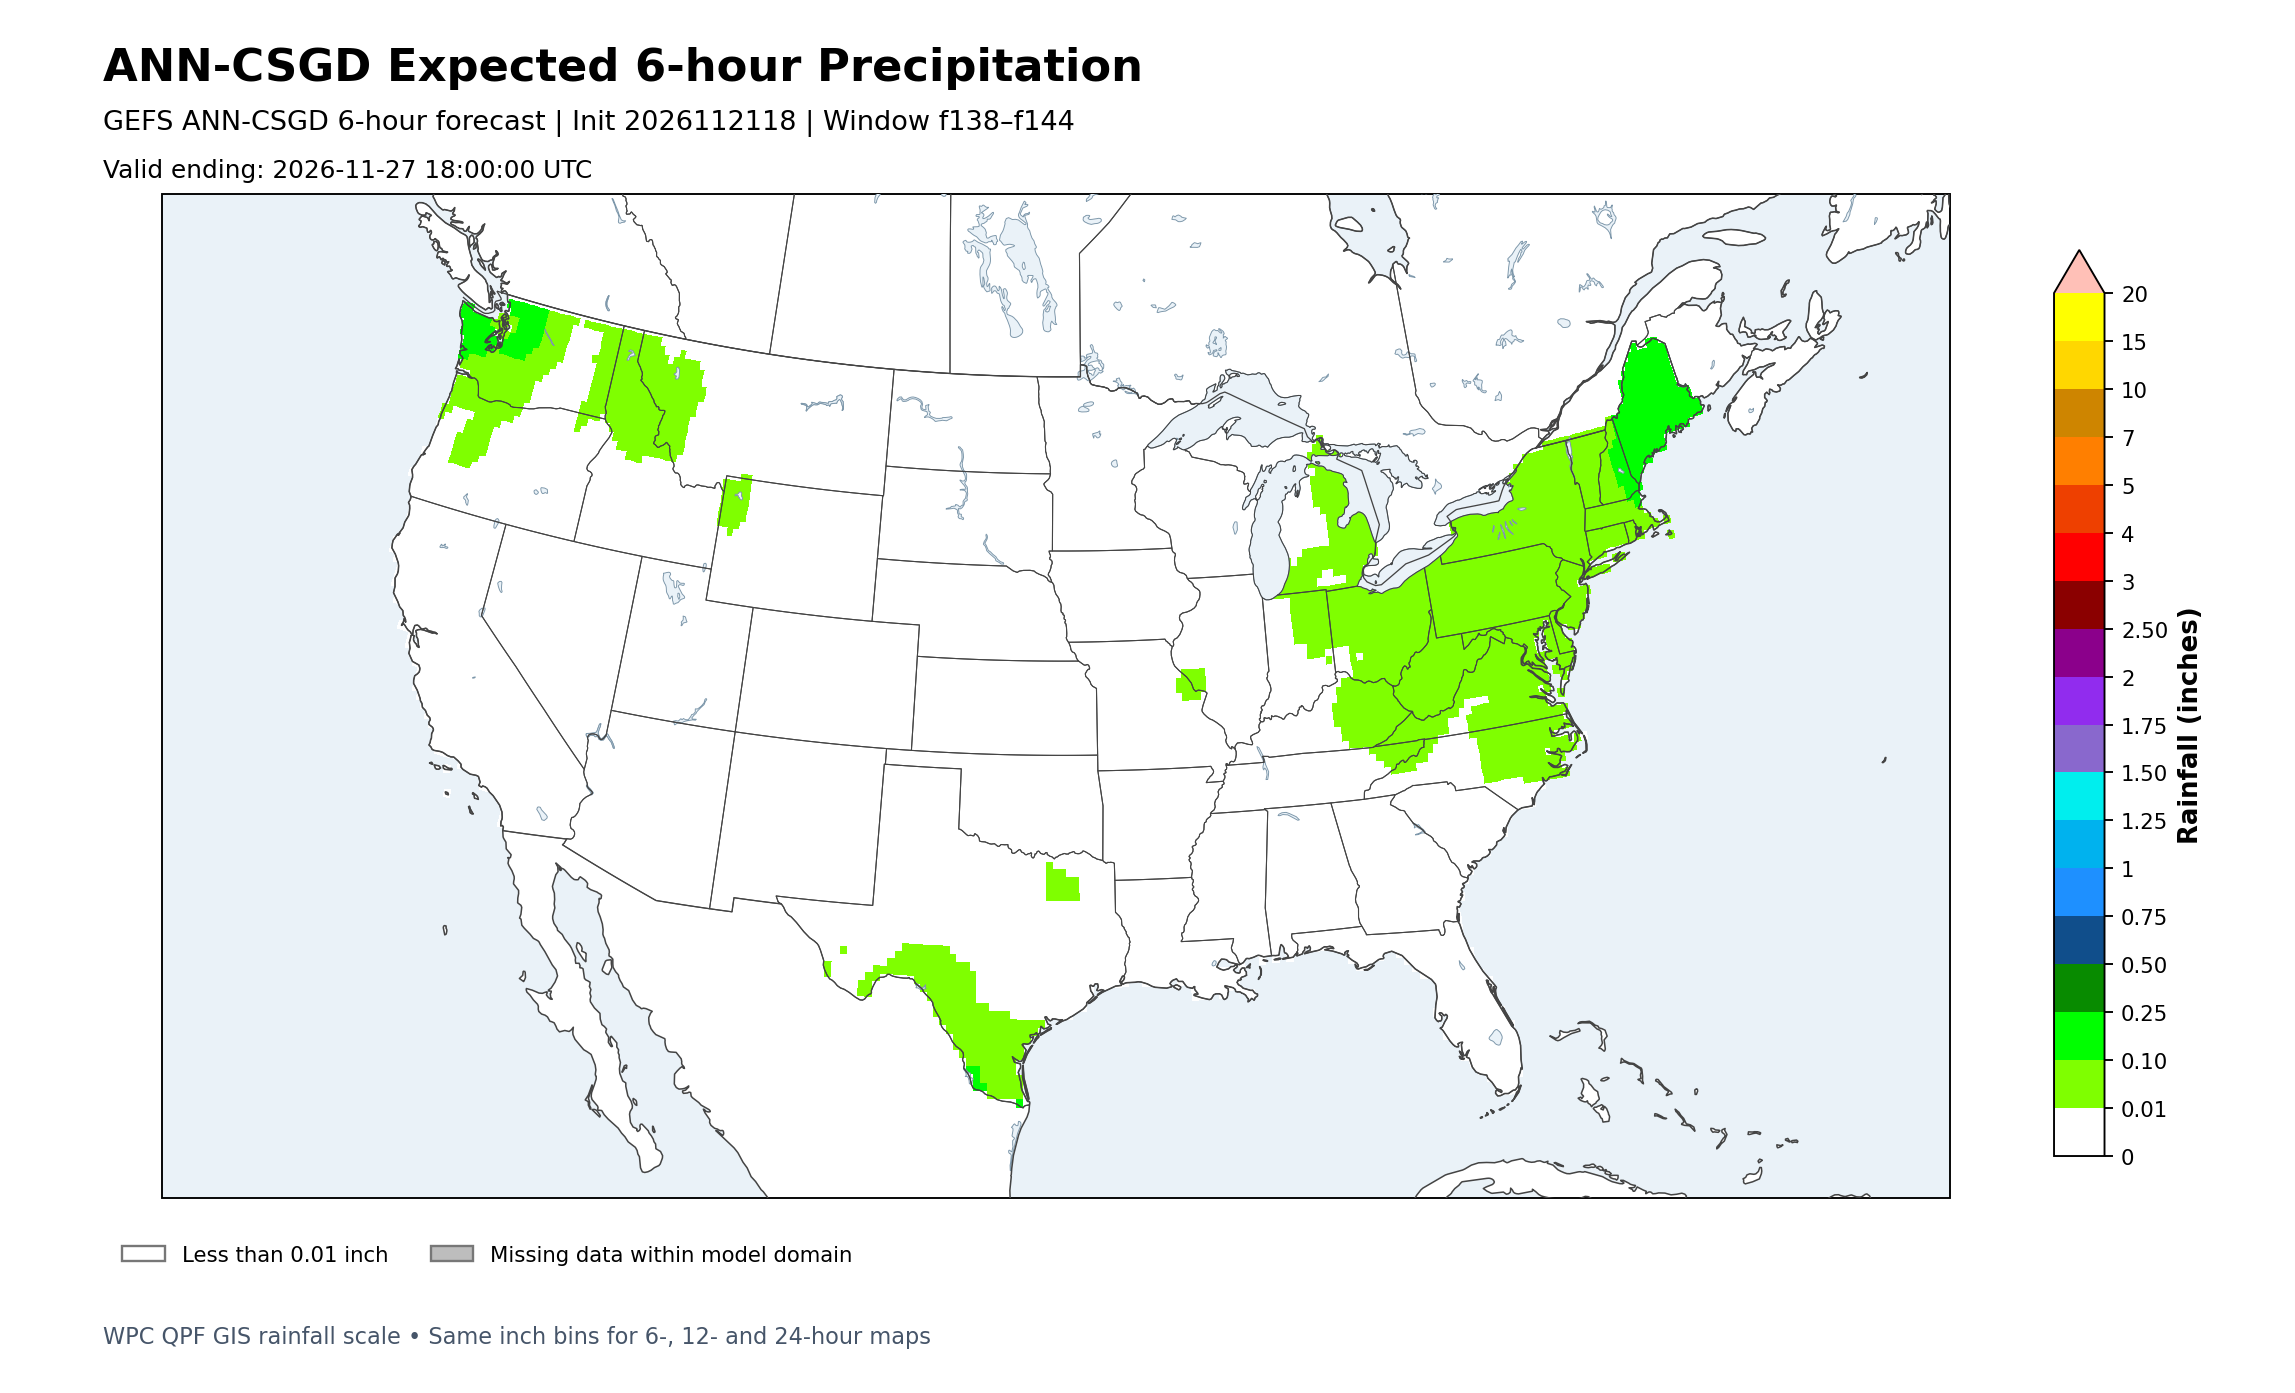 ANN-CSGD Expected 6-hour Precipitation
GEFS ANN-CSGD 6-hour forecast | Init 2026112118 | Window f138–f144
Valid ending: 2026-11-27 18:00:00 UTC
20
15
10
7
5
4
3
2.50
2
1.75
1.50
1.25
1
0.75
0.50
0.25
0.10
0.01
0
Rainfall (inches)
Less than 0.01 inch
Missing data within model domain
WPC QPF GIS rainfall scale • Same inch bins for 6-, 12- and 24-hour maps